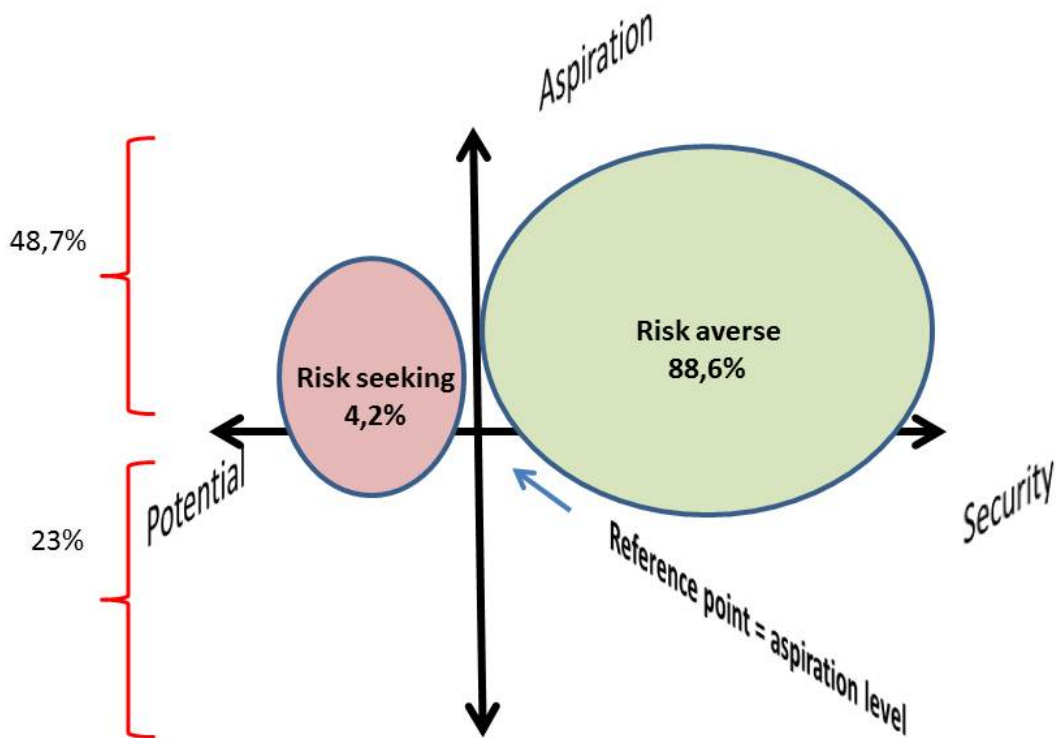 Aspiration
48,7%
Risk averse
88,6%
Risk seeking
4,2%
Potential
Security
23%
Reference point = aspiration level